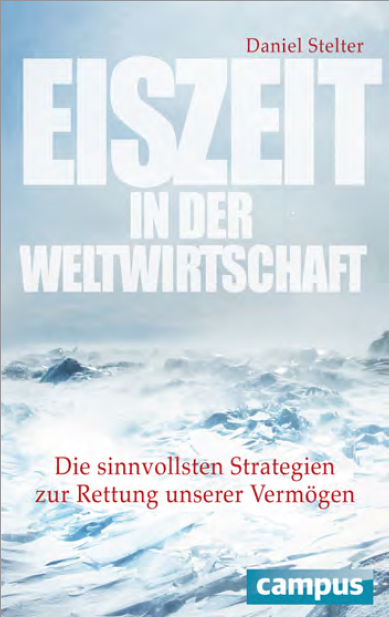 Daniel Stelter
EISZEIT
IN DER
WELTWIRTSCHAFT
Die sinnvollsten Strategien
zur Rettung unserer Vermögen
campus